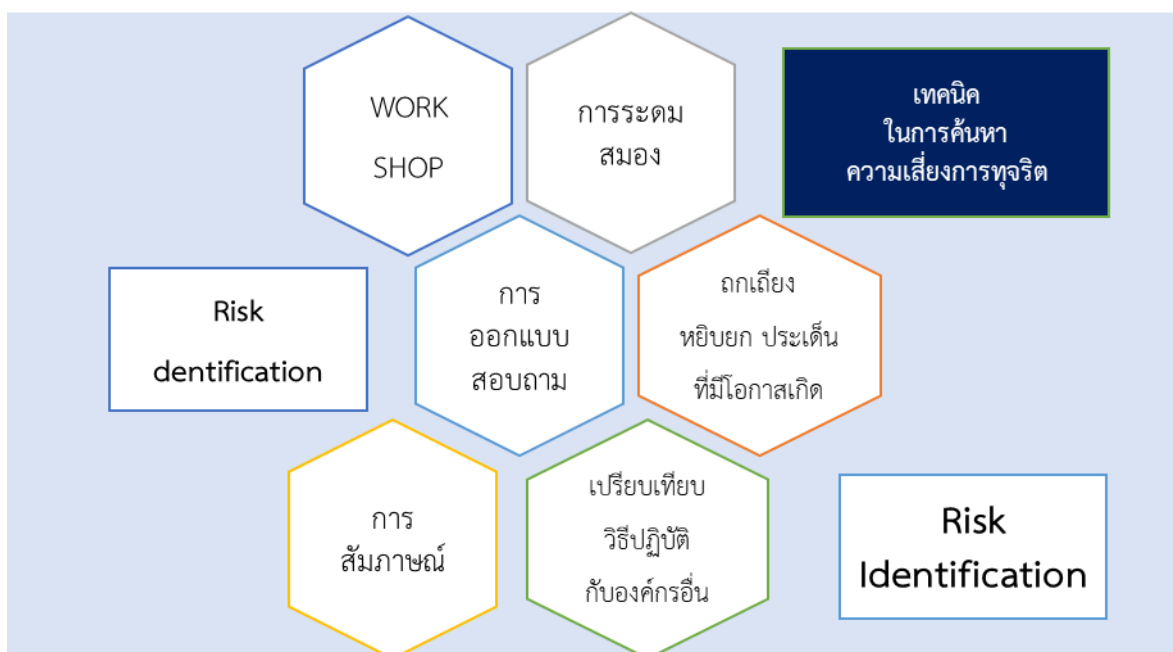 WORK
SHOP
การระดม
สมอง
เทคนิค
ในการค้นหา
ความเสี่ยงการทุจริต
Risk
dentification
การ
ออกแบบ
สอบถาม
ถกเถียง
หยิบยก ประเด็น
ที่มีโอกาสเกิด
การ
สัมภาษณ์
เปรียบเทียบ
วิธีปฏิบัติ
กับองค์กรอื่น
Risk
Identification